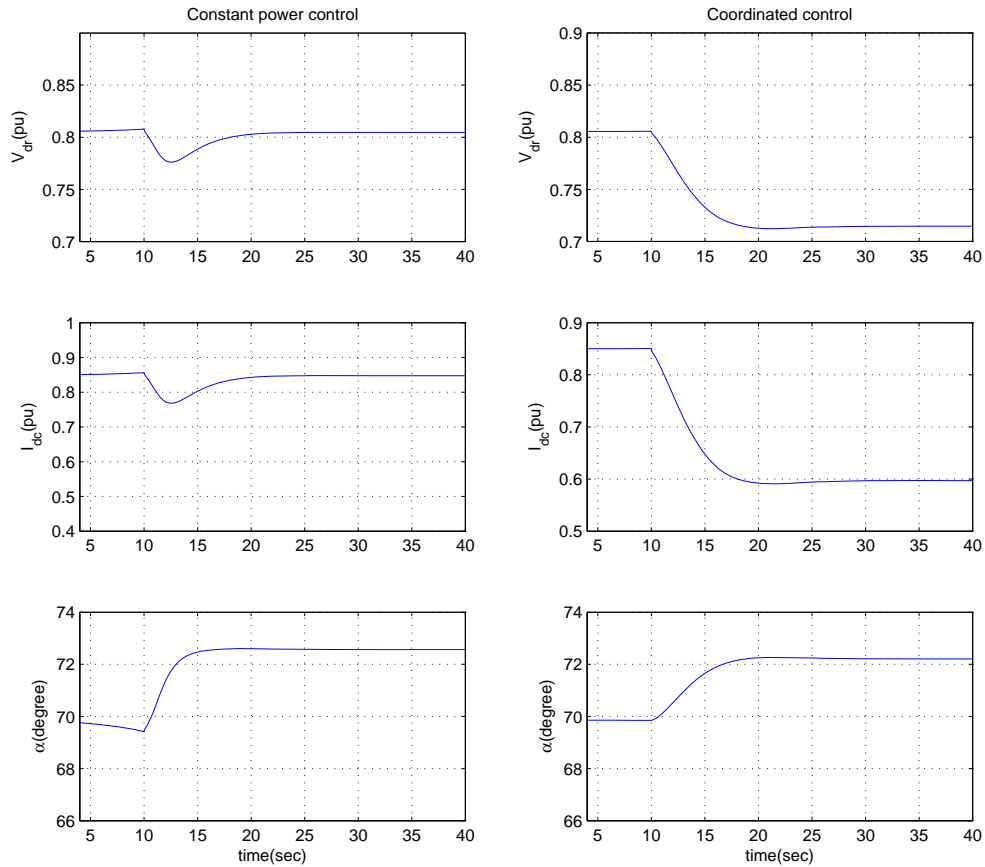 Constant power control
Coordinated control
V_dr(pu)
0.85
0.8
0.75
0.7
5 10 15 20 25 30 35 40
V_dr(pu)
0.9
0.85
0.8
0.75
0.7
5 10 15 20 25 30 35 40
I_dc(pu)
1
0.9
0.8
0.7
0.6
0.5
0.4
5 10 15 20 25 30 35 40
I_dc(pu)
0.9
0.8
0.7
0.6
0.5
5 10 15 20 25 30 35 40
α(degree)
74
72
70
68
66
5 10 15 20 25 30 35 40
time(sec)
α(degree)
74
72
70
68
66
5 10 15 20 25 30 35 40
time(sec)